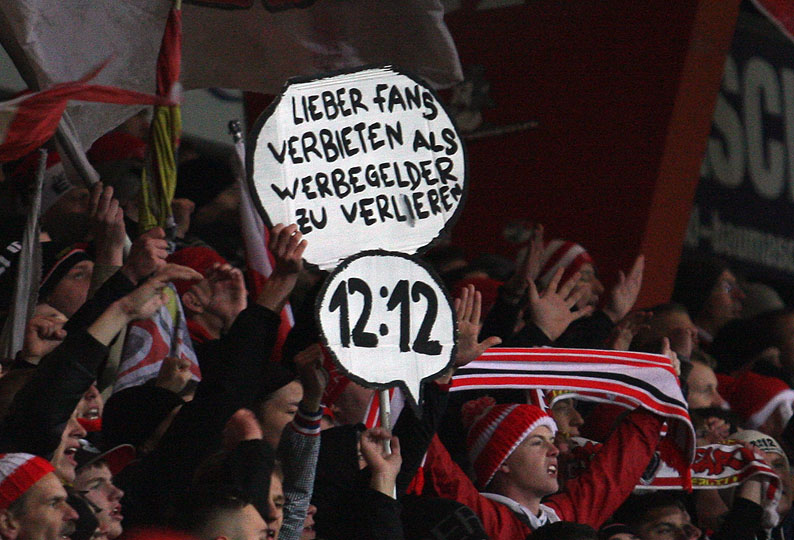 LIEBER FANS
VERBIETEN ALS
WERBEGELDER
ZU VERLIEREN
12:12